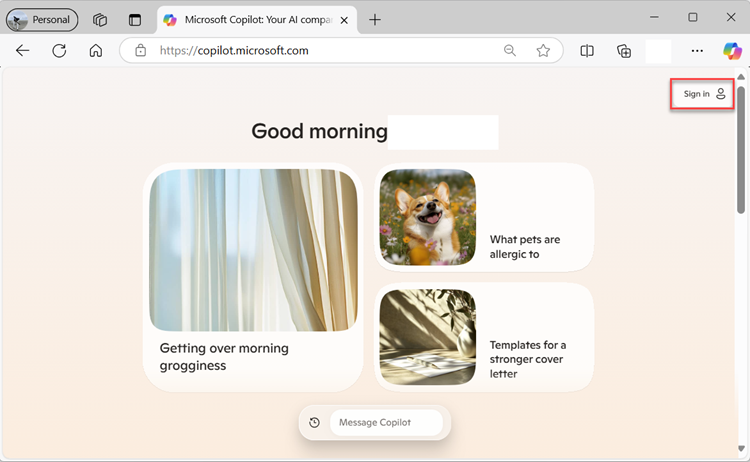 Personal
Microsoft Copilot: Your AI compa
https://copilot.microsoft.com
Sign in
Good morning
Getting over morning
grogginess
What pets are
allergic to
Templates for a
stronger cover
letter
Message Copilot